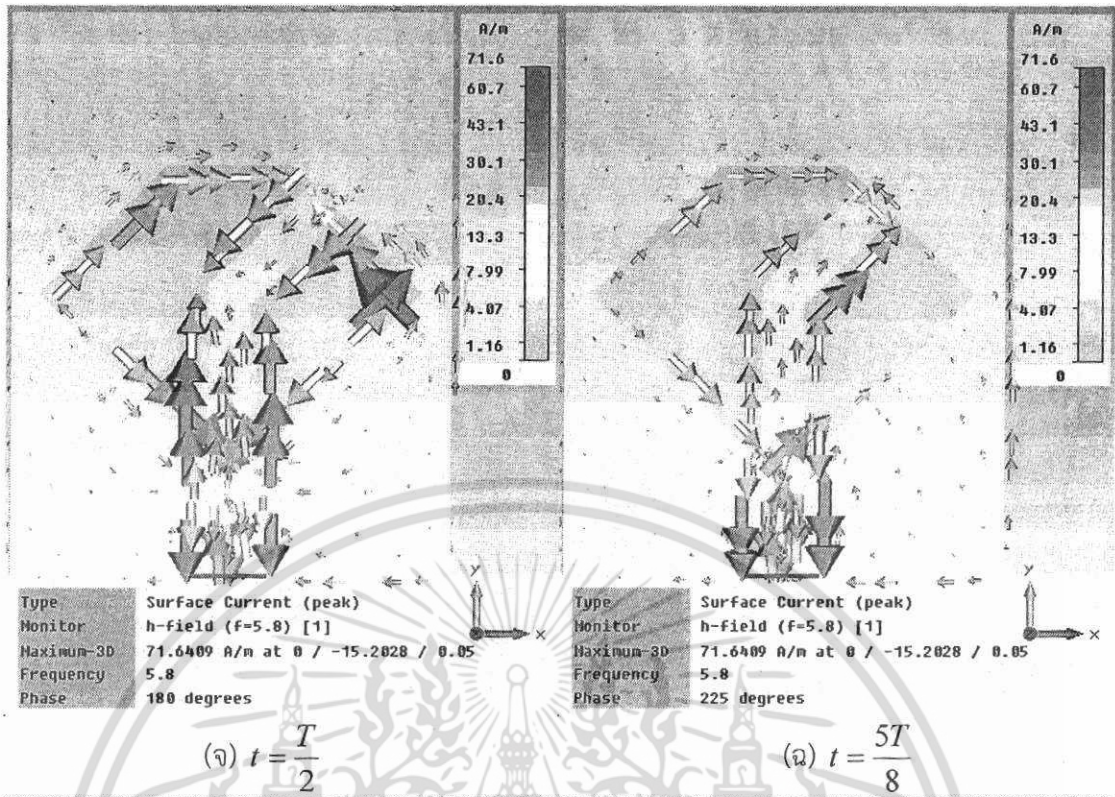 A/m
71.6
60.7
43.1
30.1
20.4
13.3
7.99
4.07
1.16
0
y
x
Type Surface Current (peak)
Monitor h-field (f=5.8) [1]
Maximum-3D 71.6409 A/m at 0 / -15.2028 / 0.05
Frequency 5.8
Phase 180 degrees
(จ) t = T/2
A/m
71.6
60.7
43.1
30.1
20.4
13.3
7.99
4.07
1.16
0
y
x
Type Surface Current (peak)
Monitor h-field (f=5.8) [1]
Maximum-3D 71.6409 A/m at 0 / -15.2028 / 0.05
Frequency 5.8
Phase 225 degrees
(ฉ) t = 5T/8